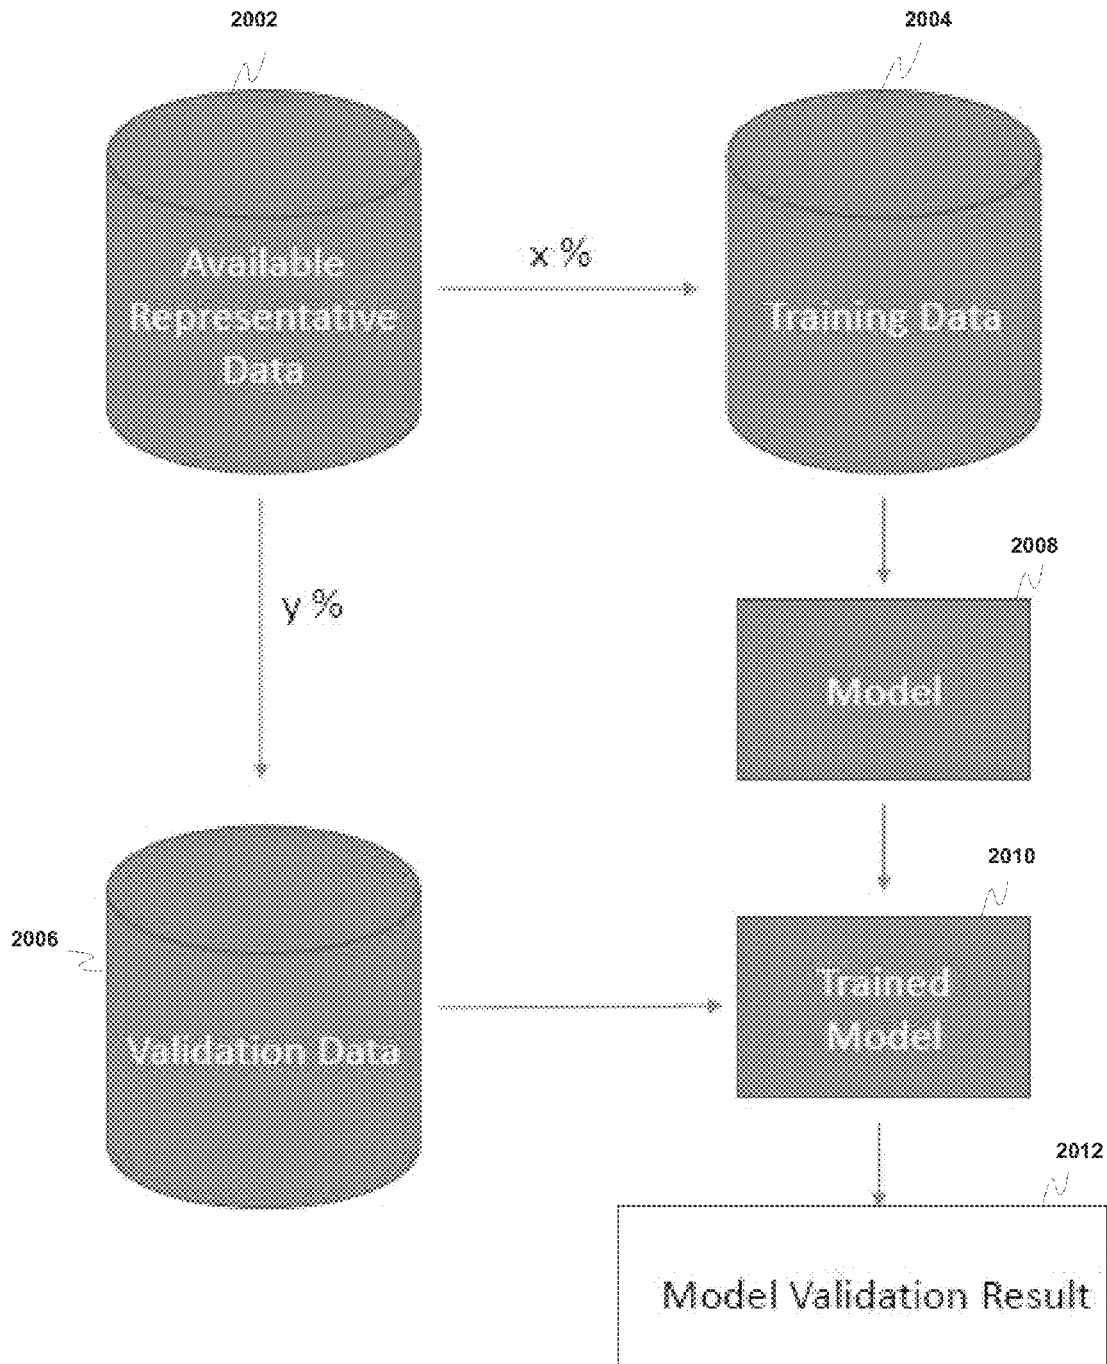 2002
2004
Available
Representative
Data
x %
Training Data
2008
y %
Model
2010
2006
Trained
Model
Validation Data
2012
Model Validation Result